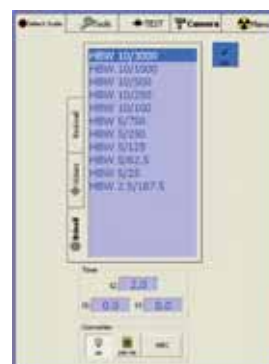 Select Scale Tools TEST Camera
HBW 10/3000
HBW 10/1000
HBW 10/500
HBW 10/250
HBW 10/100
HBW 5/750
HBW 5/250
HBW 5/125
HBW 5/62.5
HBW 5/25
HBW 2.5/187.5
Rockwell
Vickers
Brinell
Time
2.0
0.0 0.0
Converter